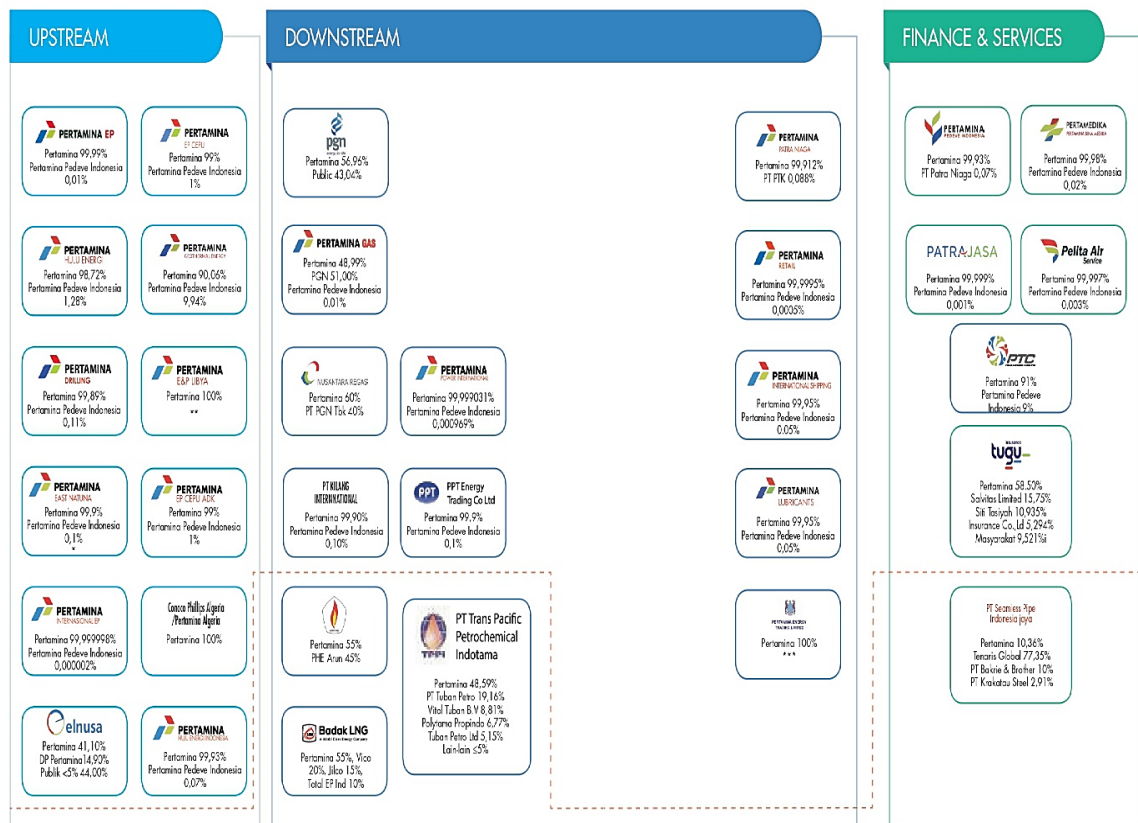 UPSTREAM
PERTAMINA EP
Pertamina 99,99%
Pertamina Pedeve Indonesia
0,01%
PERTAMINA
EP CEPU
Pertamina 99%
Pertamina Pedeve Indonesia
1%
PERTAMINA
HULU ENERGI
Pertamina 98,72%
Pertamina Pedeve Indonesia
1,28%
PERTAMINA
GEOTHERMAL ENERGY
Pertamina 90,06%
Pertamina Pedeve Indonesia
9,94%
PERTAMINA
DRILLING
Pertamina 99,89%
Pertamina Pedeve Indonesia
0,11%
PERTAMINA
E&P LIBYA
Pertamina 100%
**
PERTAMINA
EAST NATUNA
Pertamina 99,9%
Pertamina Pedeve Indonesia
0,1%
*
PERTAMINA
EP CEPU ADK
Pertamina 99%
Pertamina Pedeve Indonesia
1%
PERTAMINA
INTERNASIONAL EP
Pertamina 99,999998%
Pertamina Pedeve Indonesia
0,000002%
Conoco Phillips Algeria
/Pertamina Algeria
Pertamina 100%
elnusa
Pertamina 41,10%
DP Pertamina14,90%
Publik <5% 44,00%
PERTAMINA
Pertamina 99,93%
Pertamina Pedeve Indonesia
0,07%
DOWNSTREAM
pgn
Pertamina 56,96%
Public 43,04%
PERTAMINA GAS
Pertamina 48,99%
PGN 51,00%
Pertamina Pedeve Indonesia
0,01%
NUSANTARA REGAS
Pertamina 60%
PT PGN Tbk 40%
PERTAMINA
POWER INTERNATIONAL
Pertamina 99,999031%
Pertamina Pedeve Indonesia
0,000969%
PT KILANG
INTERNATIONAL
Pertamina 99,90%
Pertamina Pedeve Indonesia
0,10%
PPT
PPT Energy
Trading Co Ltd
Pertamina 99,9%
Pertamina Pedeve Indonesia
0,1%
Pertamina 55%
PHE Arun 45%
TPPI
PT Trans Pacific
Petrochemical
Indotama
Pertamina 48,59%
PT Tuban Petro 19,16%
Vitol Tuban B.V 8,81%
Polytama Propindo 6,77%
Tuban Petro Ltd 5,15%
Lain-lain ≤5%
Badak LNG
Pertamina 55%, Vico
20%, Jilco 15%,
Total EP Ind 10%
PERTAMINA
PATRA NIAGA
Pertamina 99,912%
PT PTK 0,088%
PERTAMINA
RETAIL
Pertamina 99,9995%
Pertamina Pedeve Indonesia
0,0005%
PERTAMINA
INTERNATIONAL SHIPPING
Pertamina 99,95%
Pertamina Pedeve Indonesia
0,05%
PERTAMINA
LUBRICANTS
Pertamina 99,95%
Pertamina Pedeve Indonesia
0,05%
PERTAMINA ENERGY
TRADING LIMITED
Pertamina 100%
***
FINANCE & SERVICES
PERTAMINA
PEDEVE INDONESIA
Pertamina 99,93%
PT Patra Niaga 0,07%
PERTAMEDIKA
Pertamina 99,98%
Pertamina Pedeve Indonesia
0,02%
PATRA JASA
Pertamina 99,999%
Pertamina Pedeve Indonesia
0,001%
Pelita Air
Service
Pertamina 99,997%
Pertamina Pedeve Indonesia
0,003%
PTC
Pertamina 91%
Pertamina Pedeve
Indonesia 9%
tugu
Pertamina 58.50%
Salvitas Limited 15,75%
Siti Tasiyah 10,935%
Insurance Co.,Ld 5,294%
Masyarakat 9,521%ii
PT Seamless Pipe
Indonesia jaya
Pertamina 10,36%
Tenaris Global 77,35%
PT Bakrie & Brother 10%
PT Krakatau Steel 2,91%